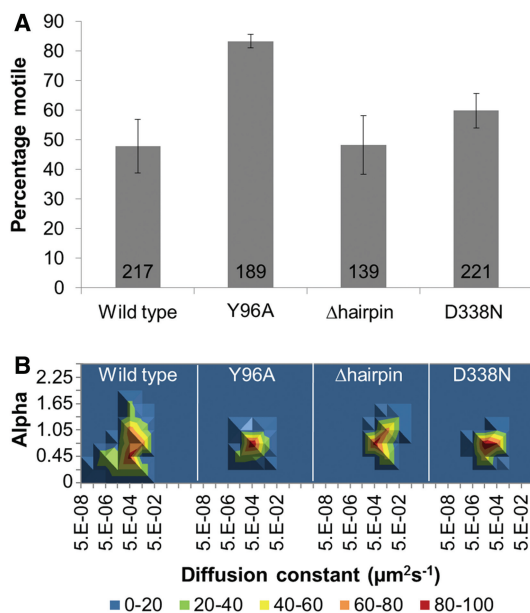 A
Percentage motile
90
80
70
60
50
40
30
20
10
0
217
189
139
221
Wild type
Y96A
Δhairpin
D338N
B
Alpha
2.25
1.65
1.05
0.45
0
Wild type
Y96A
Δhairpin
D338N
5.E-08
5.E-06
5.E-04
5.E-02
5.E-08
5.E-06
5.E-04
5.E-02
5.E-08
5.E-06
5.E-04
5.E-02
5.E-08
5.E-06
5.E-04
5.E-02
Diffusion constant (µm²s⁻¹)
0-20 20-40 40-60 60-80 80-100